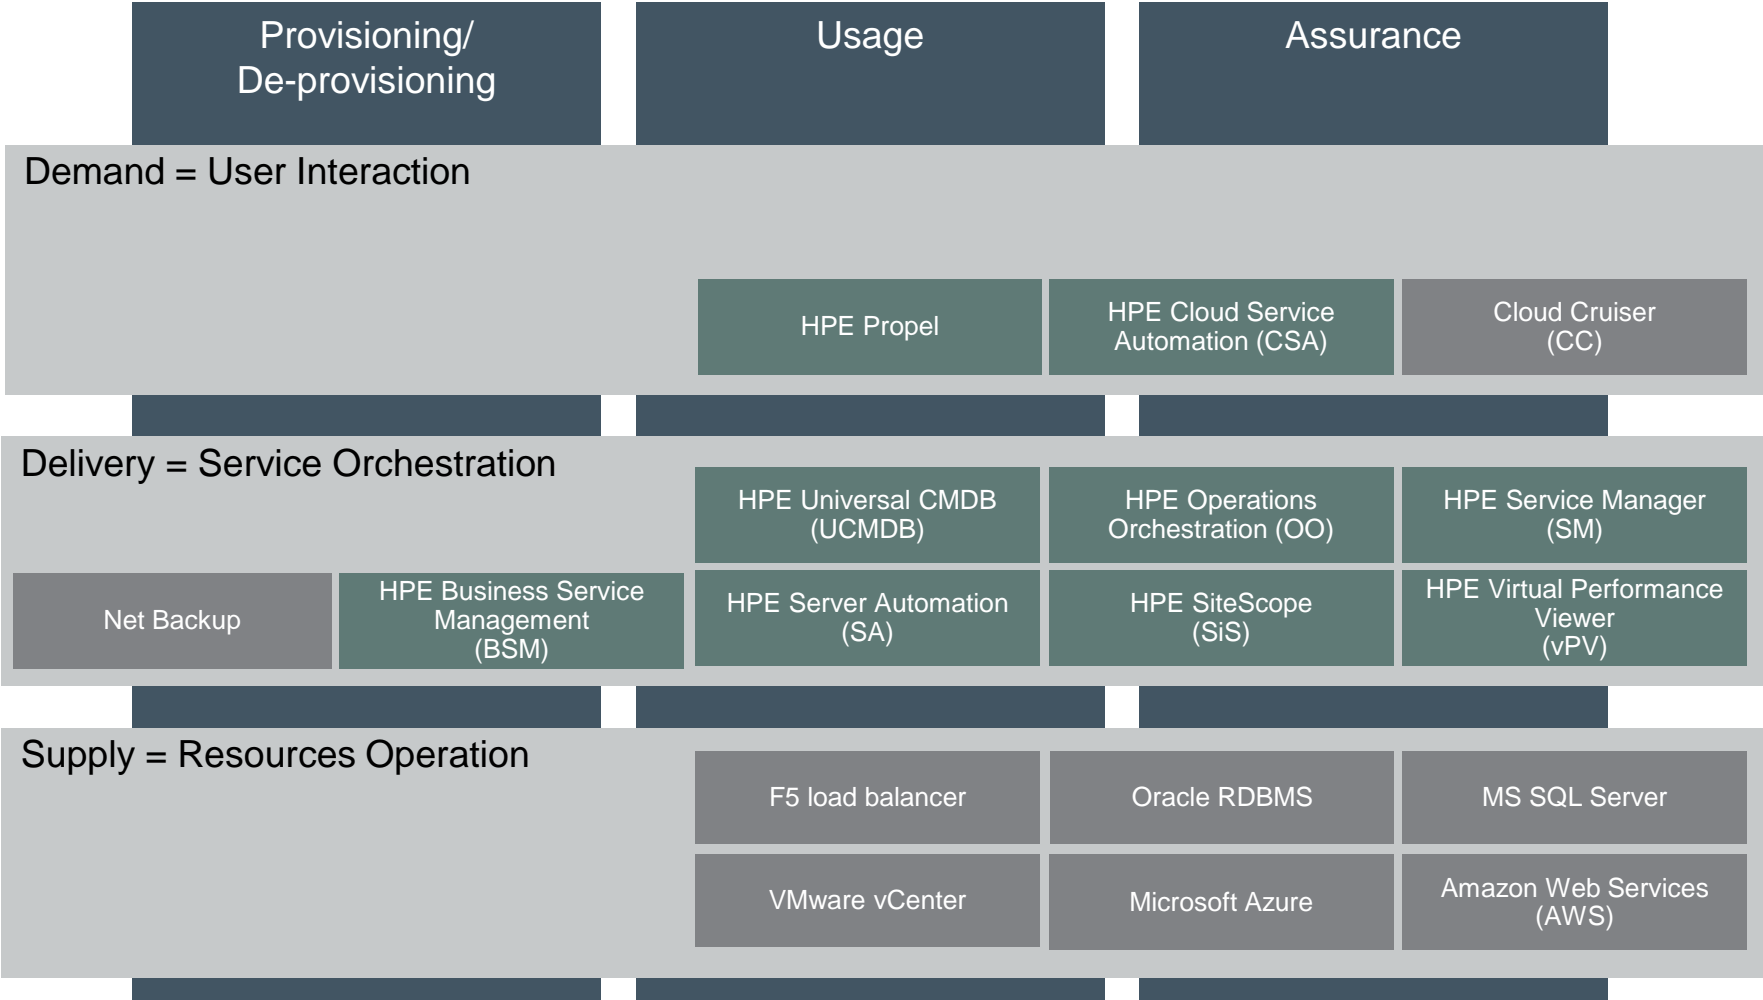 Provisioning/
De-provisioning
Usage
Assurance
Demand = User Interaction
HPE Propel
HPE Cloud Service
Automation (CSA)
Cloud Cruiser
(CC)
Delivery = Service Orchestration
HPE Universal CMDB
(UCMDB)
HPE Operations
Orchestration (OO)
HPE Service Manager
(SM)
Net Backup
HPE Business Service
Management
(BSM)
HPE Server Automation
(SA)
HPE SiteScope
(SiS)
HPE Virtual Performance
Viewer
(vPV)
Supply = Resources Operation
F5 load balancer
Oracle RDBMS
MS SQL Server
VMware vCenter
Microsoft Azure
Amazon Web Services
(AWS)